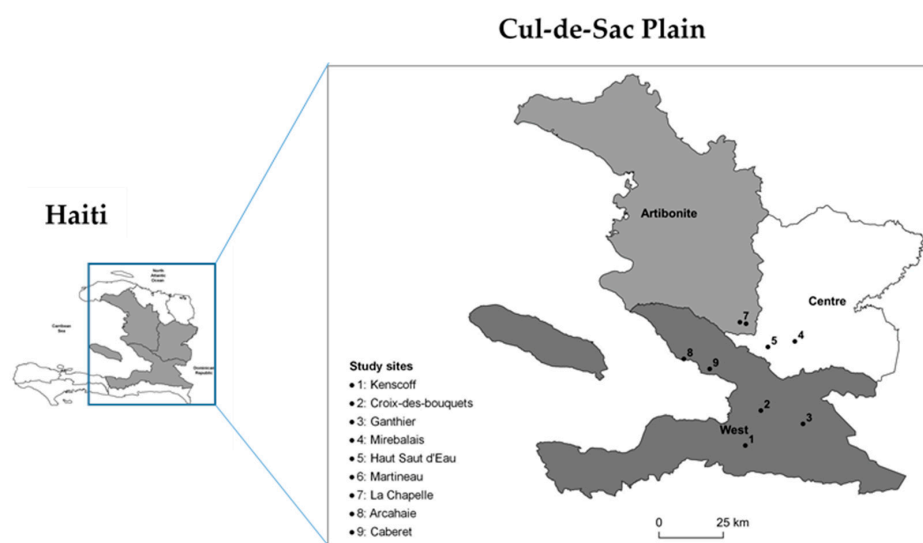 Cul-de-Sac Plain
Haiti
North
Atlantic
Ocean
Caribbean
Sea
Dominican
Republic
Artibonite
Centre
West
7
5
4
8
9
2
3
1
Study sites
1: Kenscoff
2: Croix-des-bouquets
3: Ganthier
4: Mirebalais
5: Haut Saut d'Eau
6: Martineau
7: La Chapelle
8: Arcahaie
9: Caberet
0 25 km